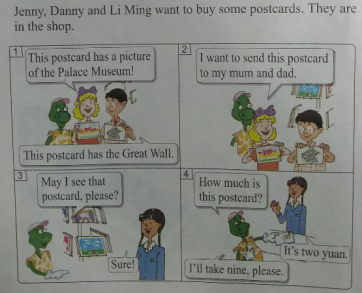 Jenny, Danny and Li Ming want to buy some postcards. They are
in the shop.
1
This postcard has a picture
of the Palace Museum!
This postcard has the Great Wall.
2
I want to send this postcard
to my mum and dad.
3
May I see that
postcard, please?
Sure!
4
How much is
this postcard?
It's two yuan.
I'll take nine, please.